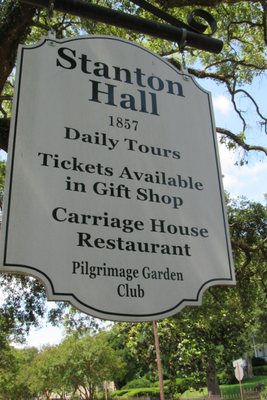 Stanton
Hall
1857
Daily Tours
Tickets Available
in Gift Shop
Carriage House
Restaurant
Pilgrimage Garden
Club